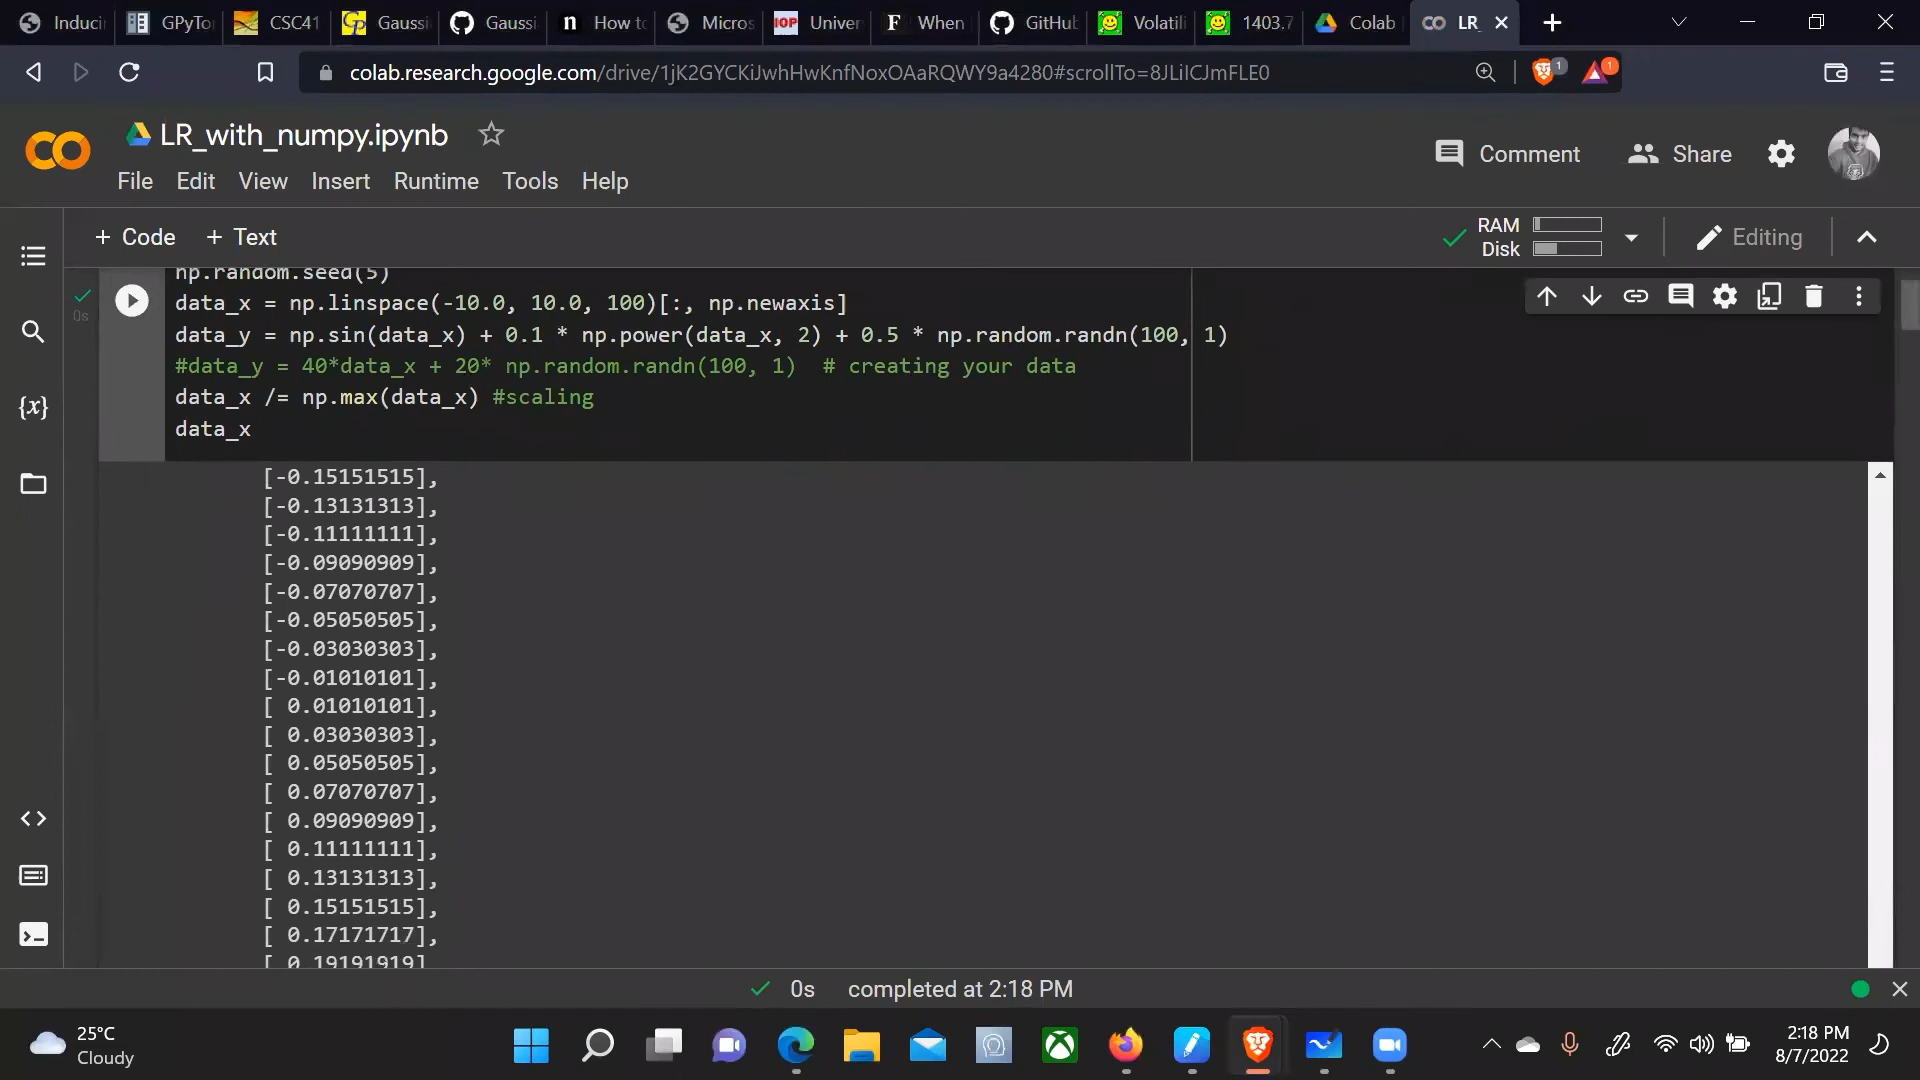 Induci
GPyTo
CSC41
Gaussi
Gaussi
How to
Micros
IOP Univer
When
GitHub
Volatili
1403.7
Colab
LR
colab.research.google.com/drive/1jK2GYCKiJwhHwKnfNoxOAaRQWY9a4280#scrollTo=8JLiICJmFLE0
1
1
LR_with_numpy.ipynb
Comment
Share
File Edit View Insert Runtime Tools Help
+ Code + Text
RAM
Disk
Editing
0s
np.random.seed(5)
data_x = np.linspace(-10.0, 10.0, 100)[:, np.newaxis]
data_y = np.sin(data_x) + 0.1 * np.power(data_x, 2) + 0.5 * np.random.randn(100, 1)
#data_y = 40*data_x + 20* np.random.randn(100, 1)  # creating your data
data_x /= np.max(data_x) #scaling
data_x
[-0.15151515],
[-0.13131313],
[-0.11111111],
[-0.09090909],
[-0.07070707],
[-0.05050505],
[-0.03030303],
[-0.01010101],
[ 0.01010101],
[ 0.03030303],
[ 0.05050505],
[ 0.07070707],
[ 0.09090909],
[ 0.11111111],
[ 0.13131313],
[ 0.15151515],
[ 0.17171717],
[ 0.19191919]
0s completed at 2:18 PM
25°C
Cloudy
2:18 PM
8/7/2022